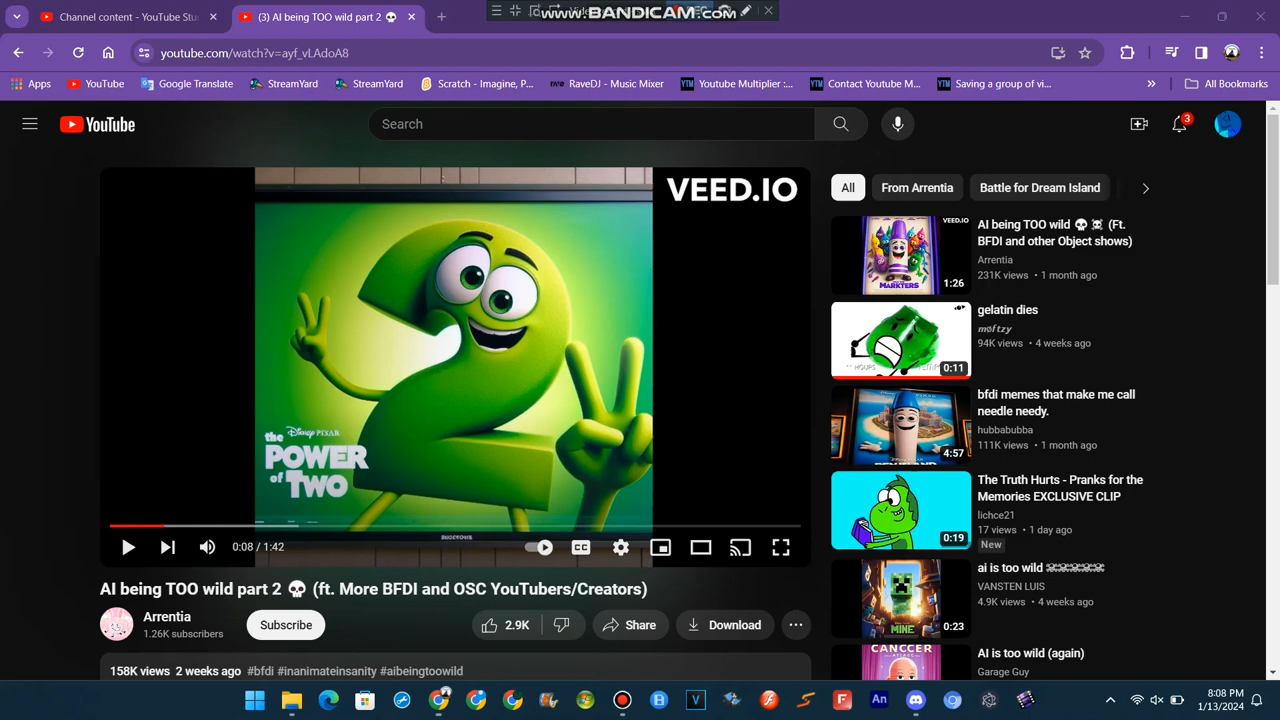 Channel content - YouTube Stu
(3) AI being TOO wild part 2 💀
www.BANDICAM.com
youtube.com/watch?v=ayf_vLAdoA8
Apps
YouTube
Google Translate
StreamYard
StreamYard
Scratch - Imagine, P...
RaveDJ - Music Mixer
Youtube Multiplier :...
Contact Youtube M...
Saving a group of vi...
All Bookmarks
YouTube
Search
3
VEED.IO
Disney PIXAR
the
POWER
of TWO
0:08 / 1:42
CC
AI being TOO wild part 2 💀 (ft. More BFDI and OSC YouTubers/Creators)
Arrentia
1.26K subscribers
Subscribe
2.9K
Share
Download
158K views 2 weeks ago #bfdi #inanimateinsanity #aibeingtoowild
All
From Arrentia
Battle for Dream Island
VEED.IO
MARKTERS
1:26
AI being TOO wild 💀 ☠ (Ft.
BFDI and other Object shows)
Arrentia
231K views • 1 month ago
0:11
gelatin dies
møftzy
94K views • 4 weeks ago
4:57
bfdi memes that make me call
needle needy.
hubbabubba
111K views • 1 month ago
0:19
The Truth Hurts - Pranks for the
Memories EXCLUSIVE CLIP
lichce21
17 views • 1 day ago
New
MINE
0:23
ai is too wild ☠☠☠☠☠
VANSTEN LUIS
4.9K views • 4 weeks ago
CANCCER
AI is too wild (again)
Garage Guy
8:08 PM
1/13/2024